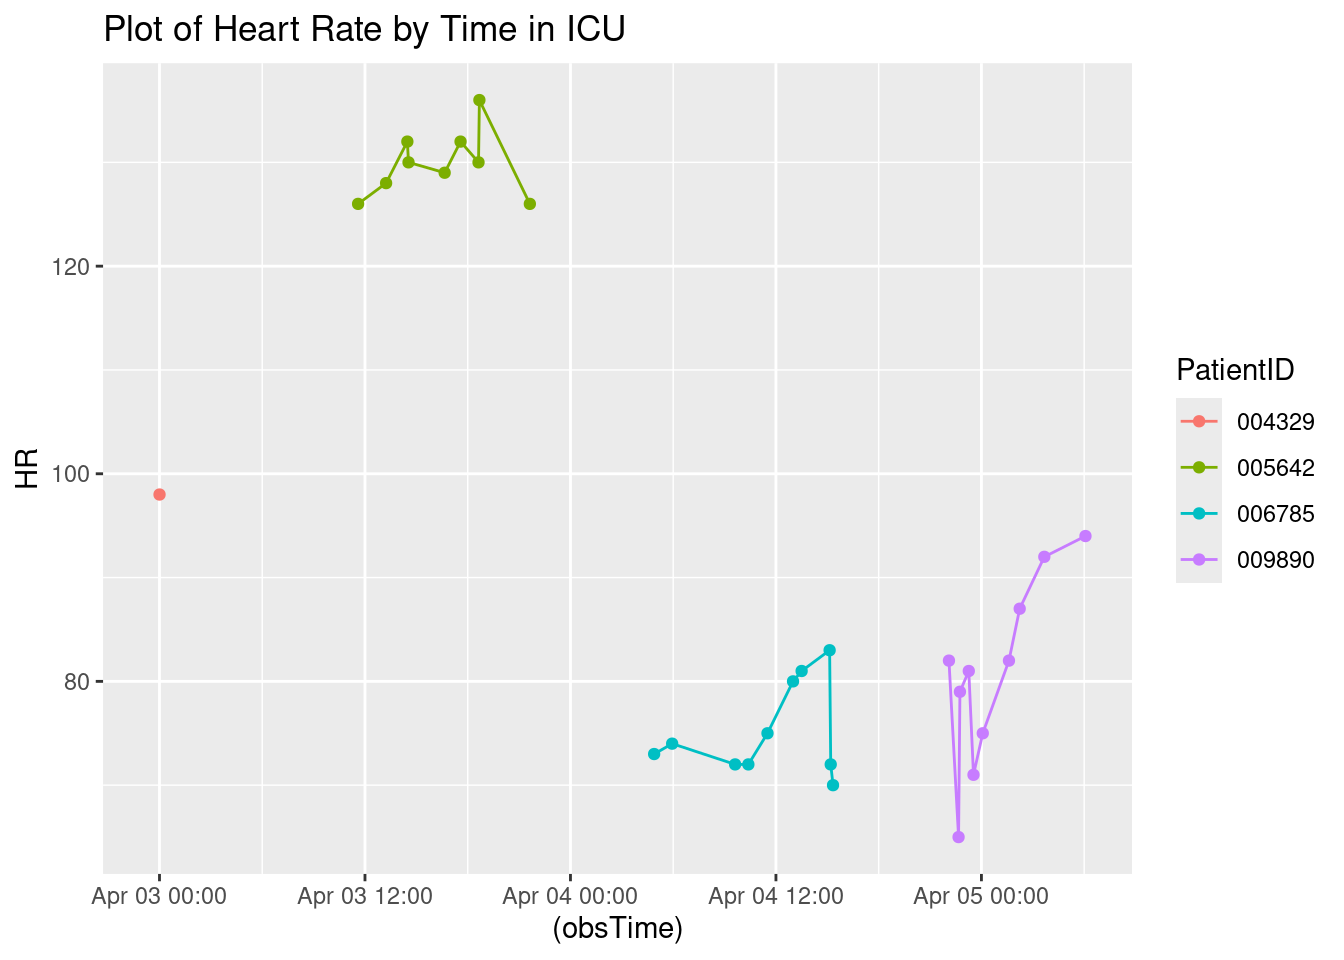 Plot of Heart Rate by Time in ICU
120
100
80
HR
Apr 03 00:00
Apr 03 12:00
Apr 04 00:00
Apr 04 12:00
Apr 05 00:00
(obsTime)
PatientID
004329
005642
006785
009890